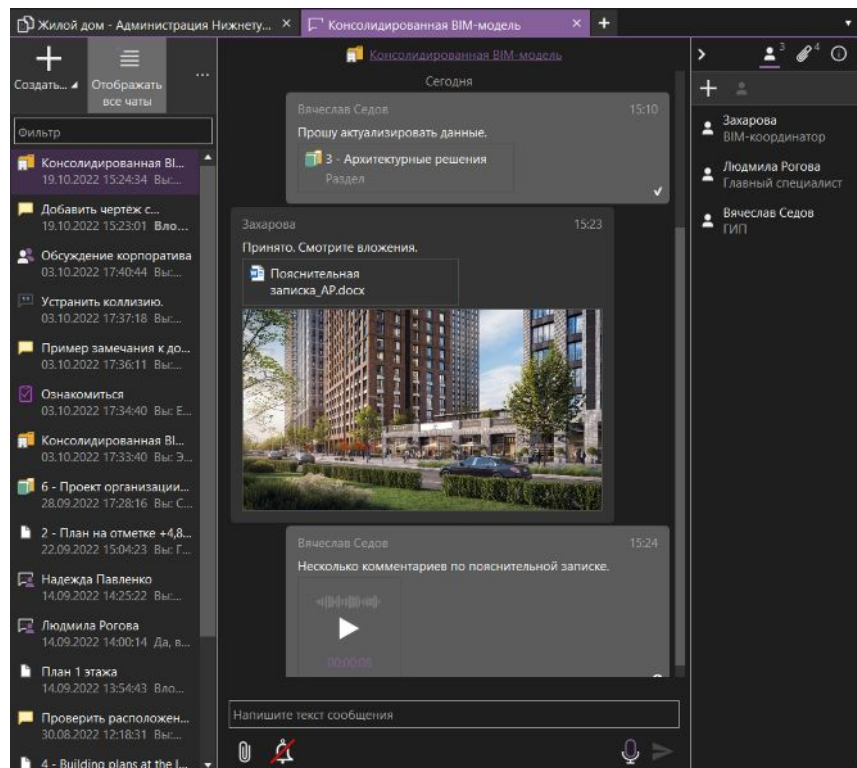 Жилой дом - Администрация Нижнету...
Консолидированная BIM-модель
Создать...
Отображать
все чаты
...
Фильтр
Консолидированная BI...
19.10.2022 15:24:34 Вы:...
Добавить чертёж с...
19.10.2022 15:23:01 Вло...
Обсуждение корпоратива
03.10.2022 17:40:44 Вы:...
Устранить коллизию.
03.10.2022 17:37:18 Вы:...
Пример замечания к до...
03.10.2022 17:36:11 Вы:...
Ознакомиться
03.10.2022 17:34:40 Вы: Е...
Консолидированная BI...
03.10.2022 17:33:40 Вы: Э...
6 - Проект организации...
28.09.2022 17:28:16 Вы: С...
2 - План на отметке +4,8...
22.09.2022 15:04:23 Вы: Г...
Надежда Павленко
14.09.2022 14:25:22 Вы:...
Людмила Рогова
14.09.2022 14:00:14 Да, в...
План 1 этажа
14.09.2022 13:54:43 Вло...
Проверить расположен...
30.08.2022 12:18:31 Вы:...
4 - Building plans at the l...
Консолидированная BIM-модель
Сегодня
Вячеслав Седов 15:10
Прошу актуализировать данные.
3 - Архитектурные решения
Раздел
Захарова 15:23
Принято. Смотрите вложения.
Пояснительная
записка_АР.docx
Вячеслав Седов 15:24
Несколько комментариев по пояснительной записке.
00:00:08
Напишите текст сообщения
3 4
Захарова
BIM-координатор
Людмила Рогова
Главный специалист
Вячеслав Седов
ГИП